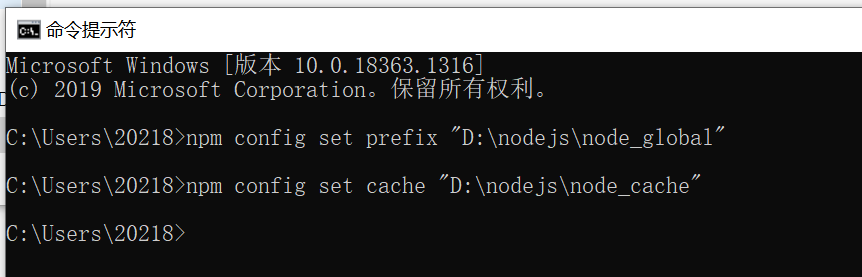 命令提示符
Microsoft Windows [版本 10.0.18363.1316]
(c) 2019 Microsoft Corporation。保留所有权利。
C:\Users\20218>npm config set prefix "D:\nodejs\node_global"
C:\Users\20218>npm config set cache "D:\nodejs\node_cache"
C:\Users\20218>